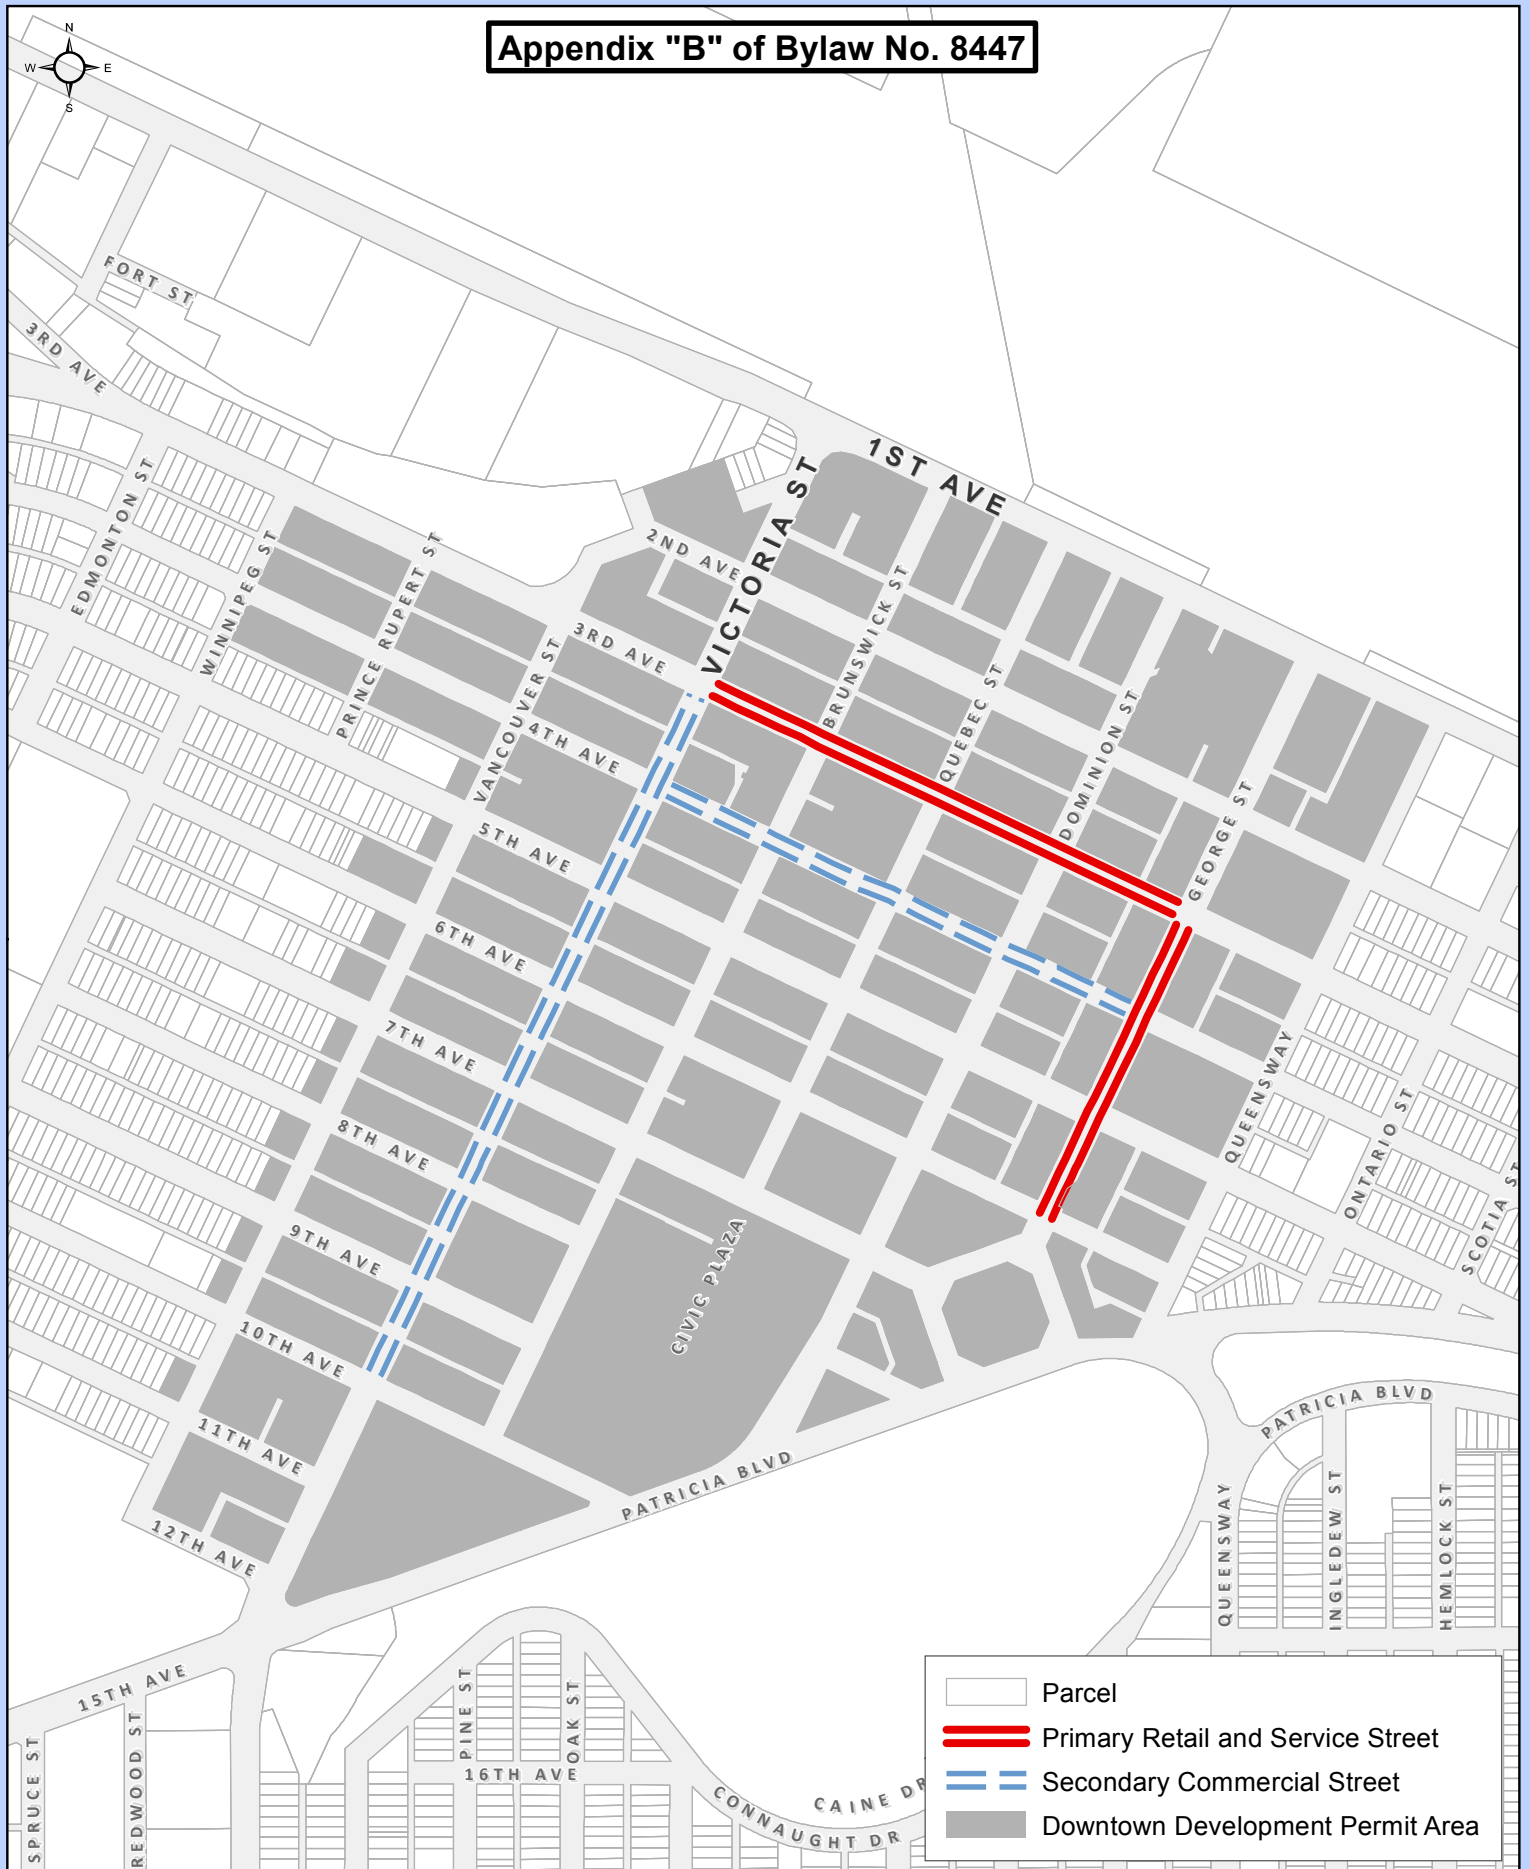 Appendix "B" of Bylaw No. 8447
N
W
E
S
FORT ST
3RD AVE
1ST AVE
VICTORIA ST
EDMONTON ST
WINNIPEG ST
PRINCE RUPERT ST
2ND AVE
3RD AVE
BRUNSWICK ST
VANCOUVER ST
QUEBEC ST
DOMINION ST
4TH AVE
GEORGE ST
5TH AVE
6TH AVE
7TH AVE
QUEENSWAY
8TH AVE
ONTARIO ST
SCOTIA ST
9TH AVE
CIVIC PLAZA
10TH AVE
11TH AVE
PATRICIA BLVD
PATRICIA BLVD
12TH AVE
QUEENSWAY
INGLEDEW ST
HEMLOCK ST
15TH AVE
SPRUCE ST
REDWOOD ST
PINE ST
OAK ST
16TH AVE
CAINE DR
CONNAUGHT DR
Parcel
Primary Retail and Service Street
Secondary Commercial Street
Downtown Development Permit Area